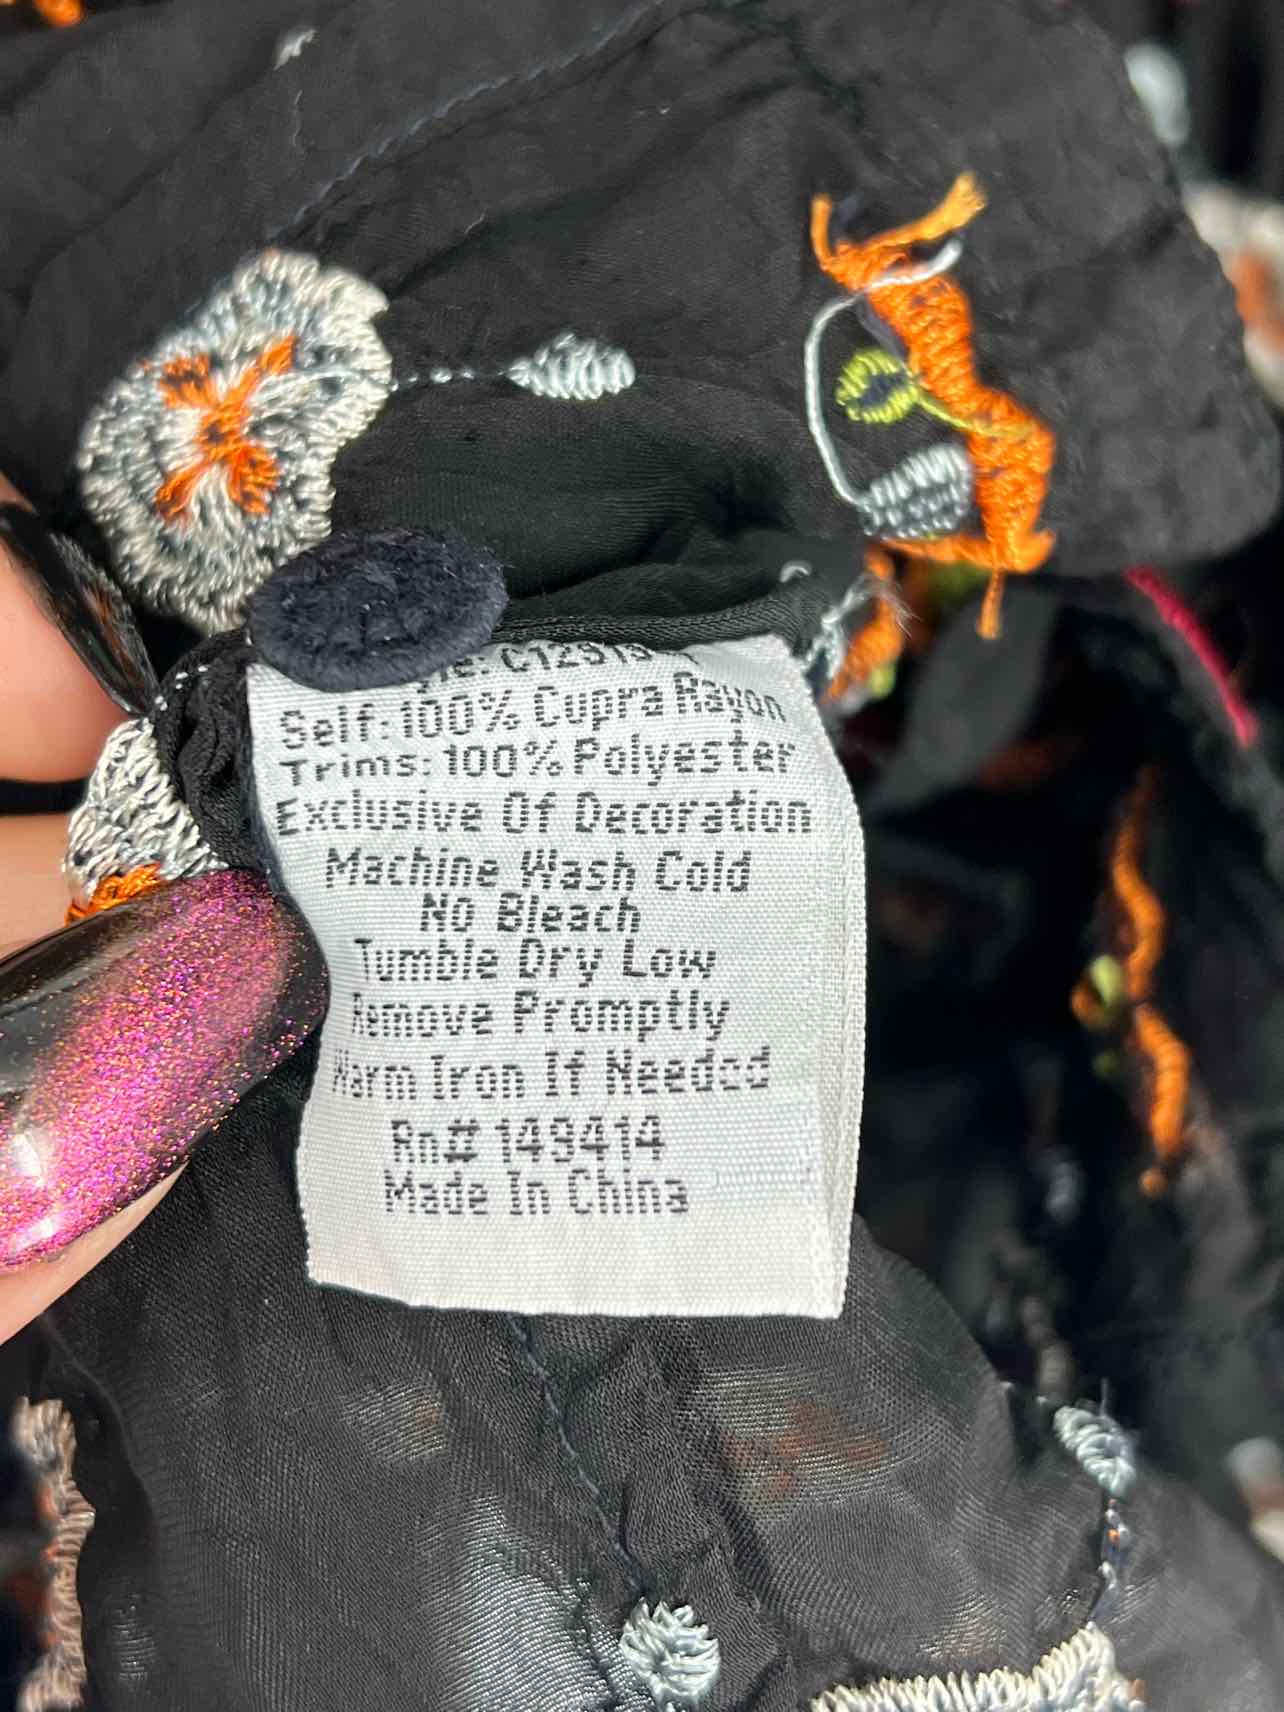 Self: 100% Cupra Rayon
Trims: 100% Polyester
Exclusive Of Decoration
Machine Wash Cold
No Bleach
Tumble Dry Low
Remove Promptly
Warm Iron If Needed
Rn# 149414
Made In China